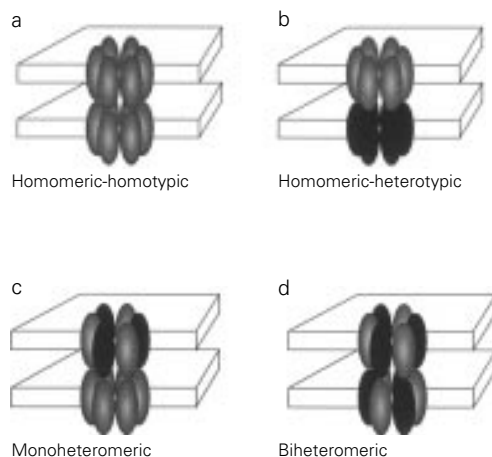 a
b
Homomeric-homotypic
Homomeric-heterotypic
c
d
Monoheteromeric
Biheteromeric